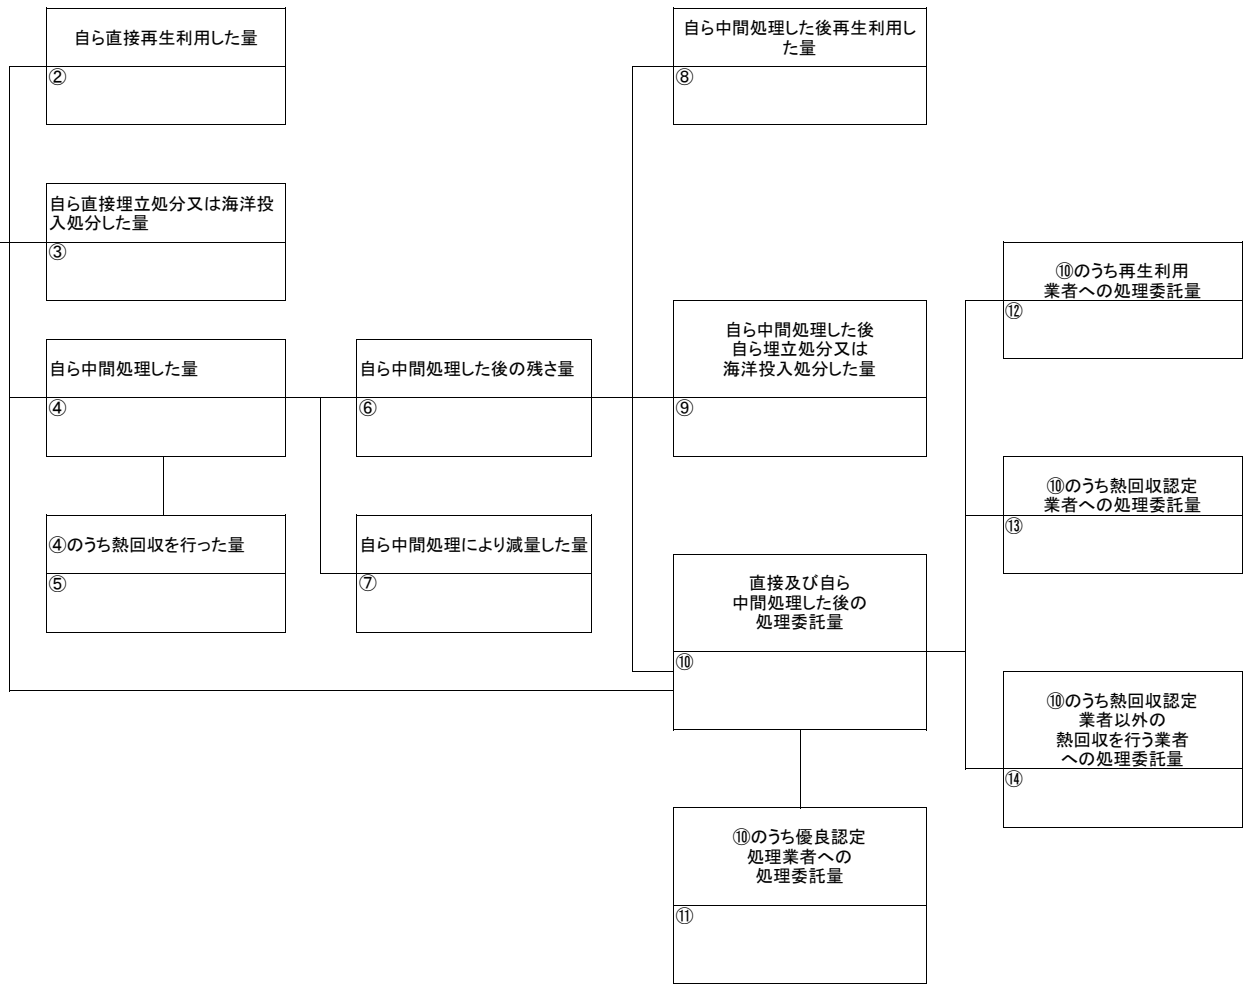 自ら直接再生利用した量
②
自ら中間処理した後再生利用し
た量
⑧
自ら直接埋立処分又は海洋投
入処分した量
③
⑩のうち再生利用
業者への処理委託量
⑫
自ら中間処理した量
④
自ら中間処理した後の残さ量
⑥
自ら中間処理した後
自ら埋立処分又は
海洋投入処分した量
⑨
⑩のうち熱回収認定
業者への処理委託量
⑬
④のうち熱回収を行った量
⑤
自ら中間処理により減量した量
⑦
直接及び自ら
中間処理した後の
処理委託量
⑩
⑩のうち熱回収認定
業者以外の
熱回収を行う業者
への処理委託量
⑭
⑩のうち優良認定
処理業者への
処理委託量
⑪